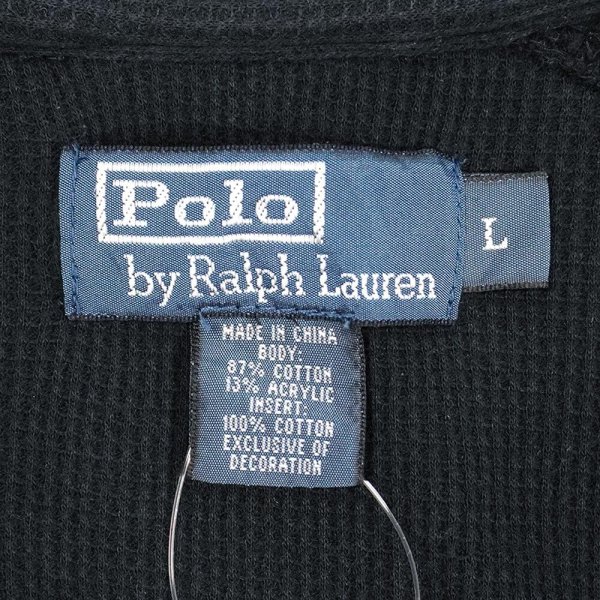 Polo
by Ralph Lauren
L
MADE IN CHINA
BODY:
87% COTTON
13% ACRYLIC
INSERT:
100% COTTON
EXCLUSIVE OF
DECORATION